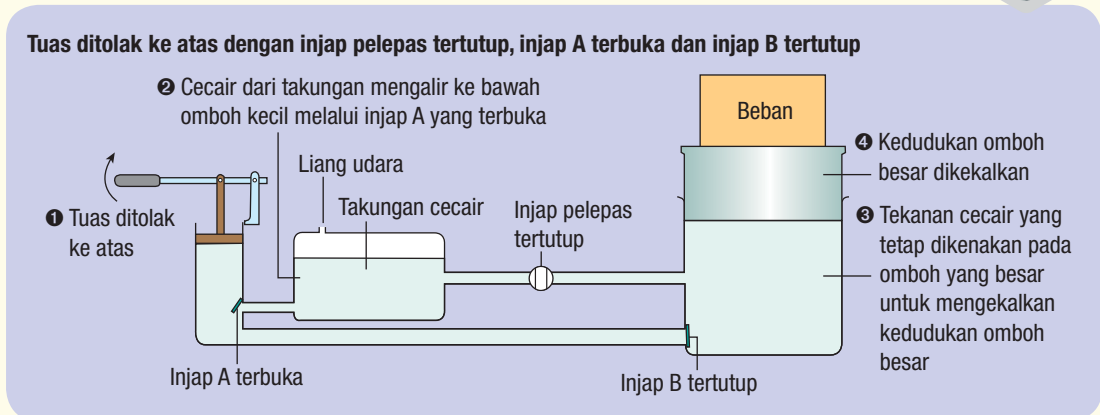 Tuas ditolak ke atas dengan injap pelepas tertutup, injap A terbuka dan injap B tertutup
❷ Cecair dari takungan mengalir ke bawah
omboh kecil melalui injap A yang terbuka
Liang udara
❶ Tuas ditolak
ke atas
Takungan cecair
Injap pelepas
tertutup
Beban
❹ Kedudukan omboh
besar dikekalkan
❸ Tekanan cecair yang
tetap dikenakan pada
omboh yang besar
untuk mengekalkan
kedudukan omboh
besar
Injap A terbuka
Injap B tertutup